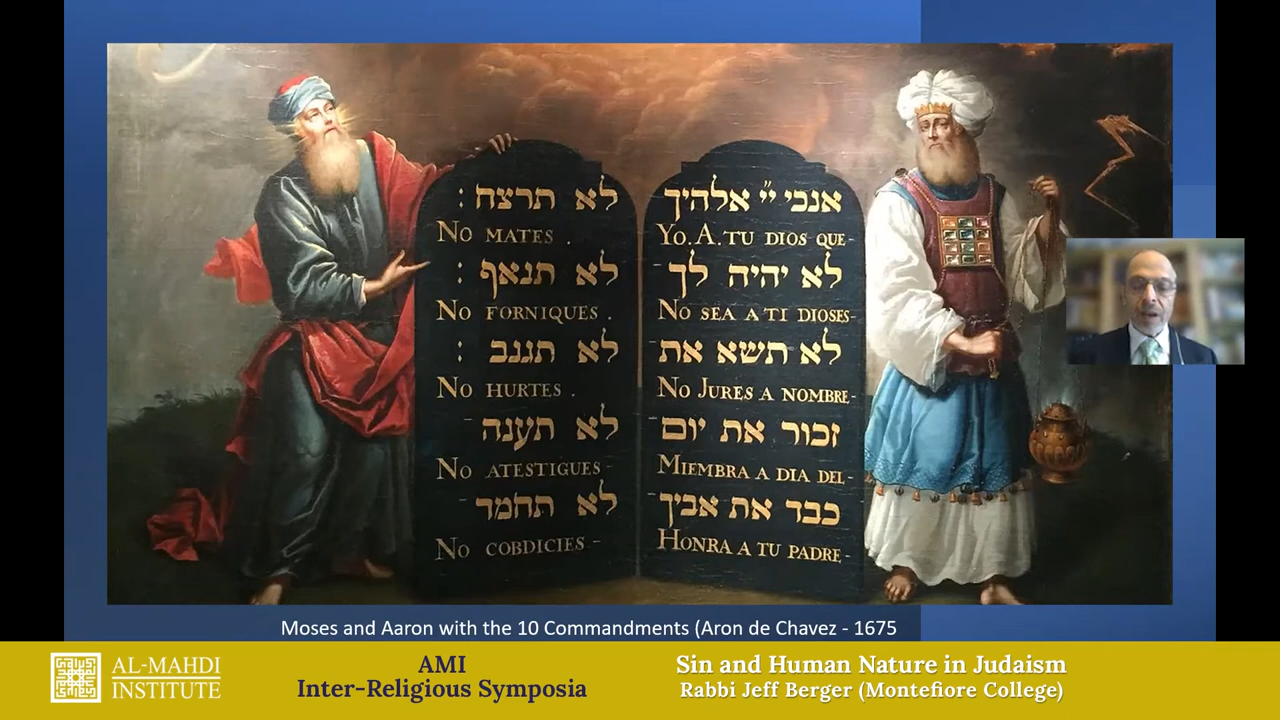 אנכי יי אלהיך
Yo. A. TU DIOS QUE-
לא יהיה לך
No SEA A TI DIOSES-
לא תשא את
No JURES A NOMBRE-
זכור את יום
MIEMBRA A DIA DEL-
כבד את אביך
HONRA A TU PADRE-
לא תרצח :
No MATES .
לא תנאף :
No FORNIQUES .
לא תגנב :
No HURTES .
לא תענה
No ATESTIGUES -
לא תחמד -
No COBDICIES -
Moses and Aaron with the 10 Commandments (Aron de Chavez - 1675
AL-MAHDI
INSTITUTE
AMI
Inter-Religious Symposia
Sin and Human Nature in Judaism
Rabbi Jeff Berger (Montefiore College)